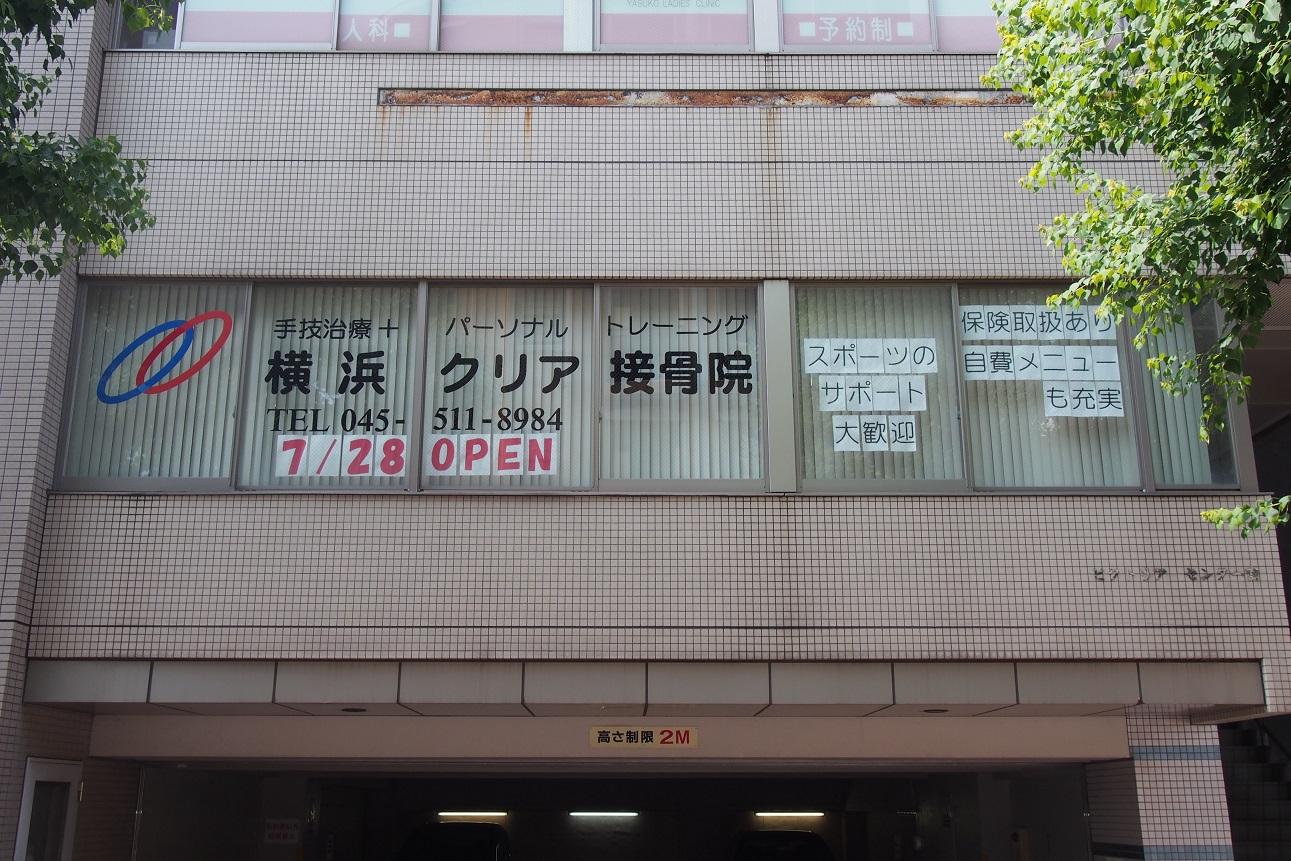 YASUKO LADIES' CLINIC
人科■
■予約制■
手技治療+ パーソナル トレーニング
横浜 クリア 接骨院
TEL 045-511-8984
7/28 OPEN
スポーツの
サポート
大歓迎
保険取扱あり
自費メニュー
も充実
高さ制限 2M